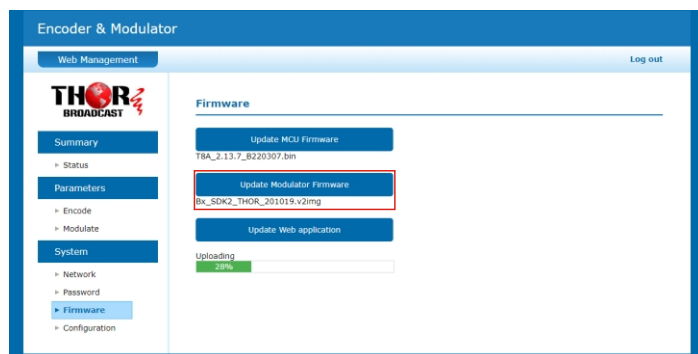 Encoder & Modulator
Web Management
Log out
THOR
BROADCAST
Summary
Status
Parameters
Encode
Modulate
System
Network
Password
Firmware
Configuration
Firmware
Update MCU Firmware
T8A_2.13.7_B220307.bin
Update Modulator Firmware
Bx_SDK2_THOR_201019.v2img
Update Web application
Uploading
28%